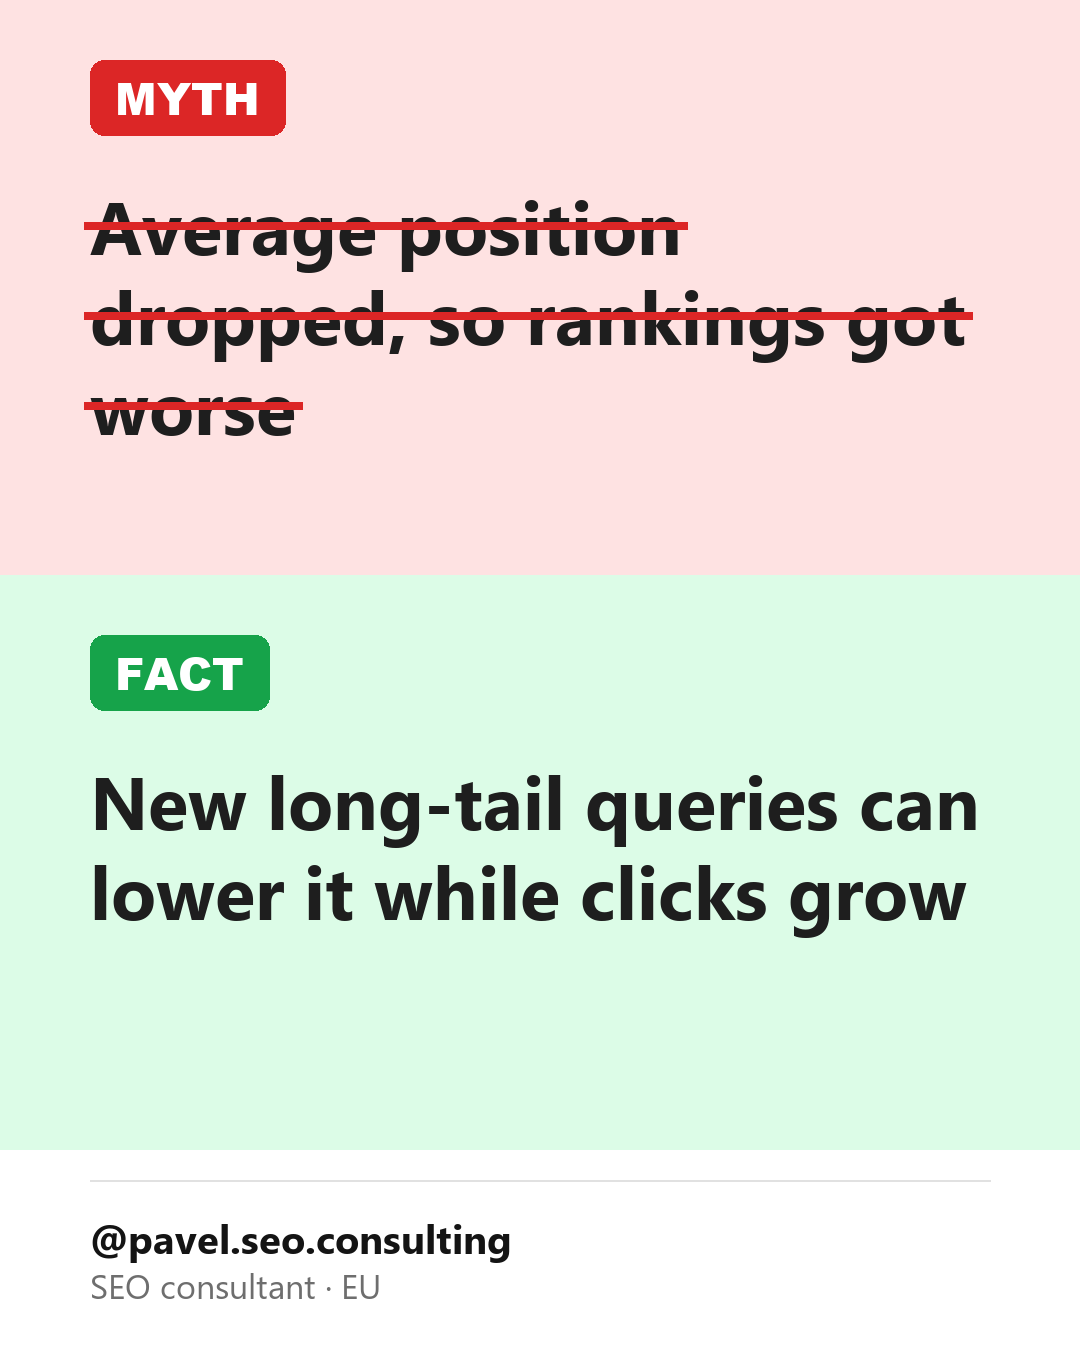 MYTH
Average position
dropped, so rankings got
worse
FACT
New long-tail queries can
lower it while clicks grow
@pavel.seo.consulting
SEO consultant · EU